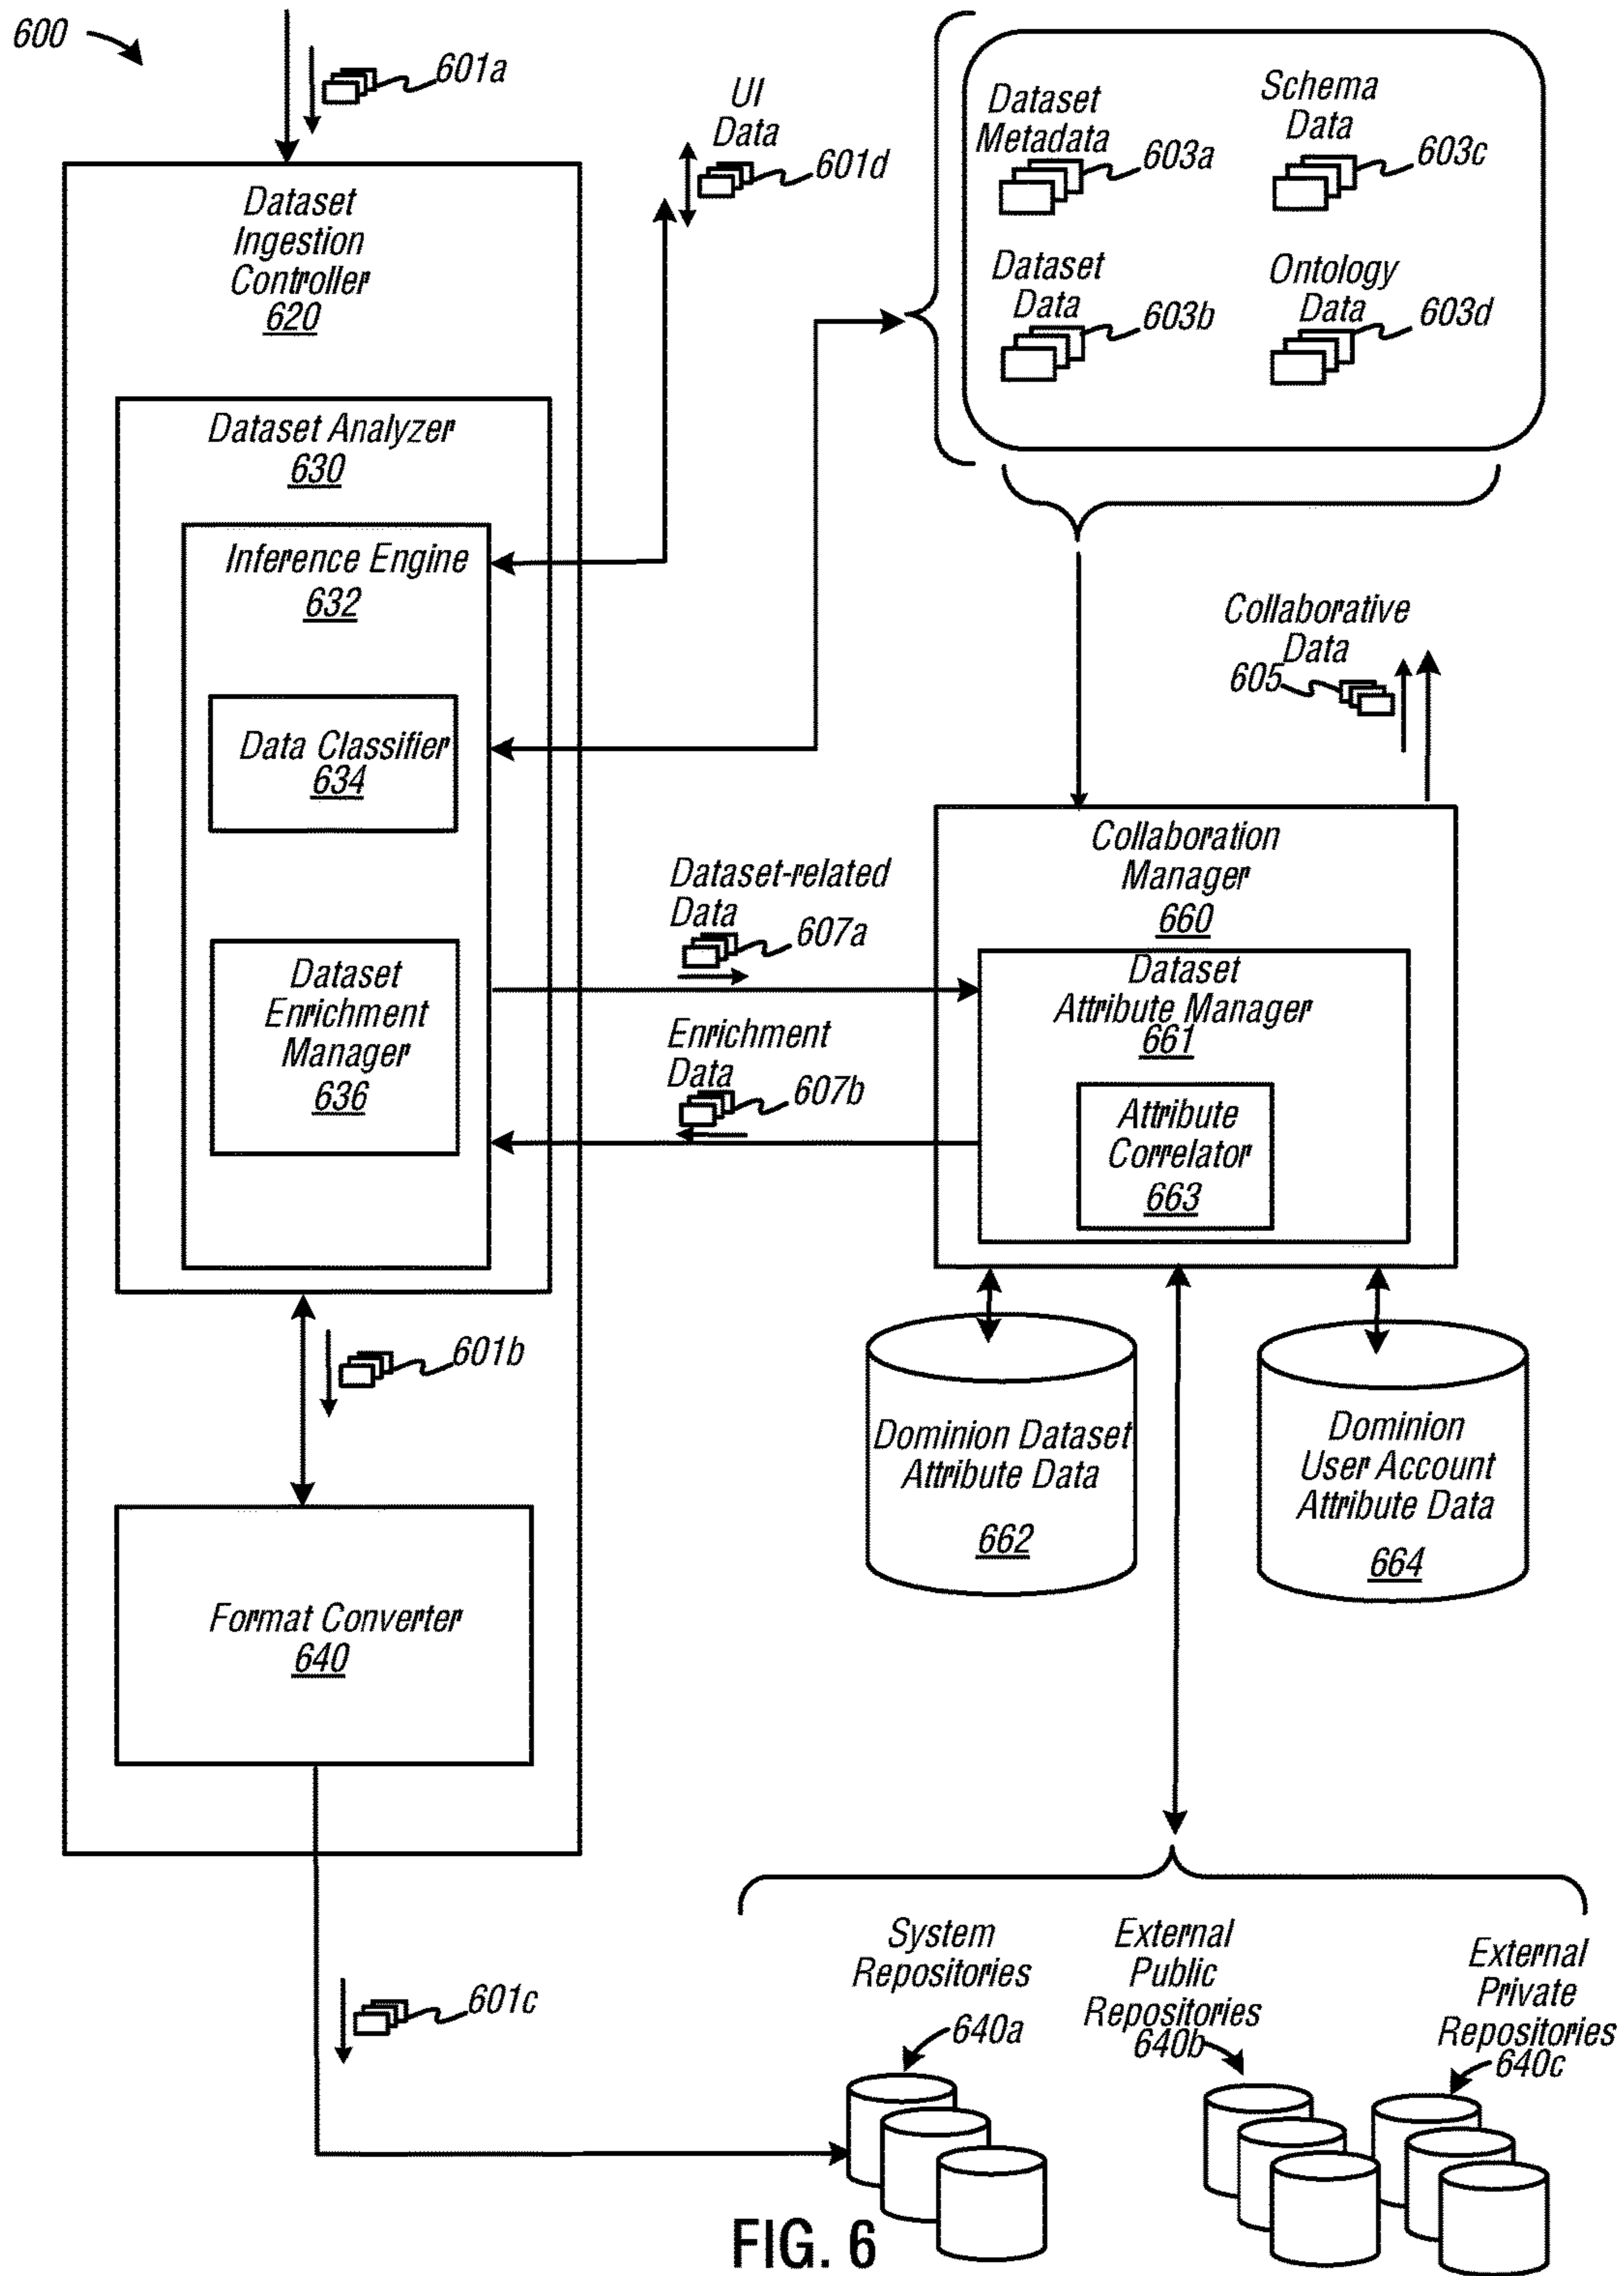 600
601a
UI
Data
601d
Dataset
Metadata
603a
Schema
Data
603c
Dataset
Data
603b
Ontology
Data
603d
Dataset
Ingestion
Controller
620
Dataset Analyzer
630
Inference Engine
632
Data Classifier
634
Dataset
Enrichment
Manager
636
Collaborative
Data
605
Dataset-related
Data
607a
Enrichment
Data
607b
Collaboration
Manager
660
Dataset
Attribute Manager
661
Attribute
Correlator
663
601b
Dominion Dataset
Attribute Data
662
Dominion
User Account
Attribute Data
664
Format Converter
640
601c
System
Repositories
640a
External
Public
Repositories
640b
External
Private
Repositories
640c
FIG. 6